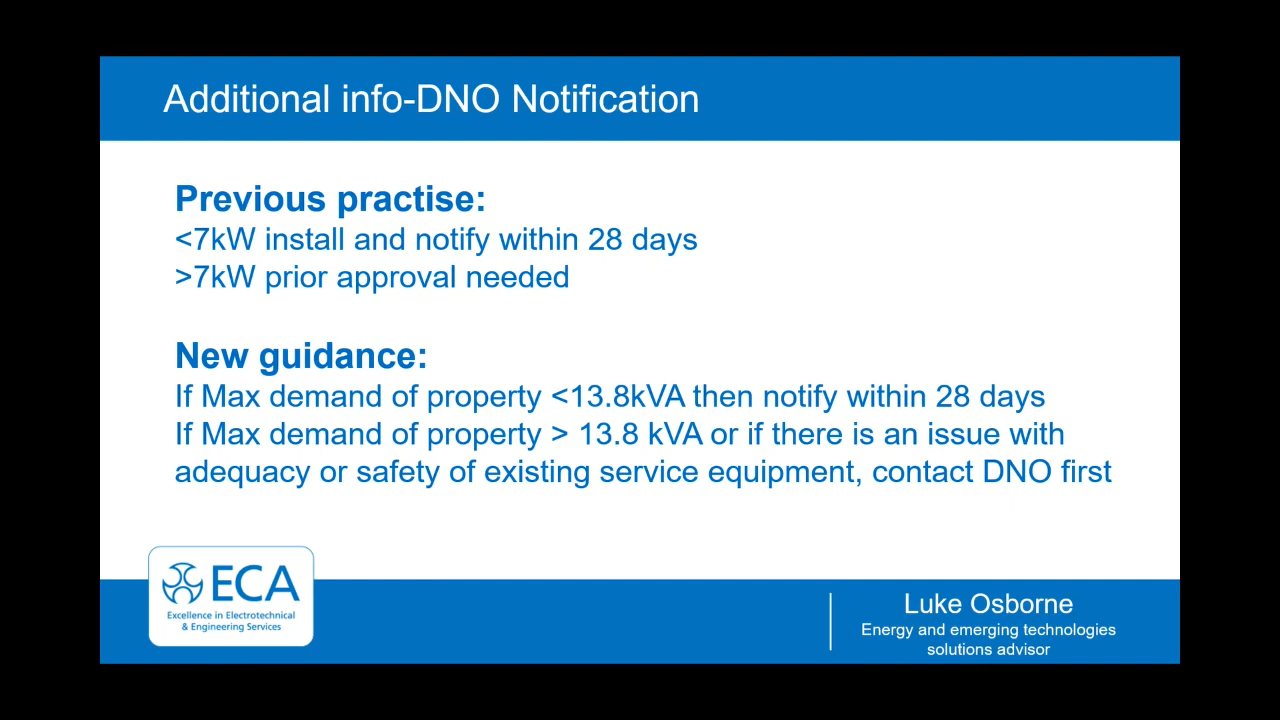 Additional info-DNO Notification
Previous practise:
<7kW install and notify within 28 days
>7kW prior approval needed
New guidance:
If Max demand of property <13.8kVA then notify within 28 days
If Max demand of property > 13.8 kVA or if there is an issue with
adequacy or safety of existing service equipment, contact DNO first
ECA
Excellence in Electrotechnical
& Engineering Services
Luke Osborne
Energy and emerging technologies
solutions advisor